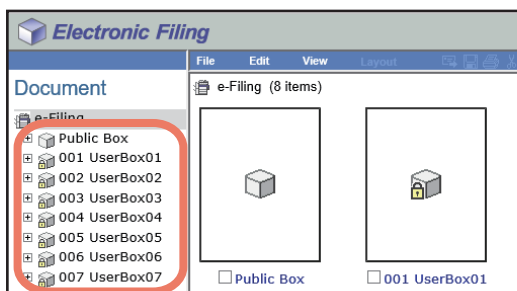 Electronic Filing
File Edit View Layout
Document
e-Filing (8 items)
e-Filing
Public Box
001 UserBox01
002 UserBox02
003 UserBox03
004 UserBox04
005 UserBox05
006 UserBox06
007 UserBox07
Public Box
001 UserBox01